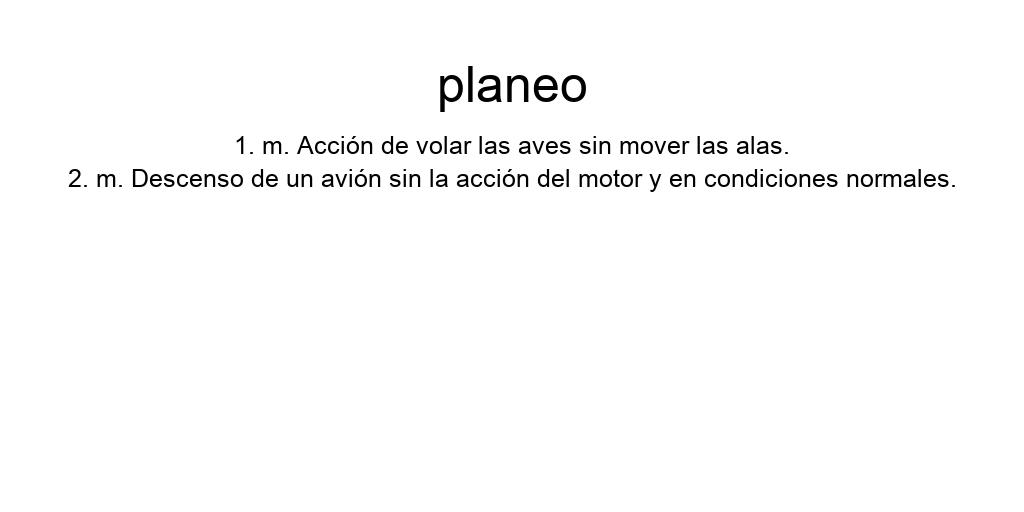 planeo
1. m. Acción de volar las aves sin mover las alas.
2. m. Descenso de un avión sin la acción del motor y en condiciones normales.